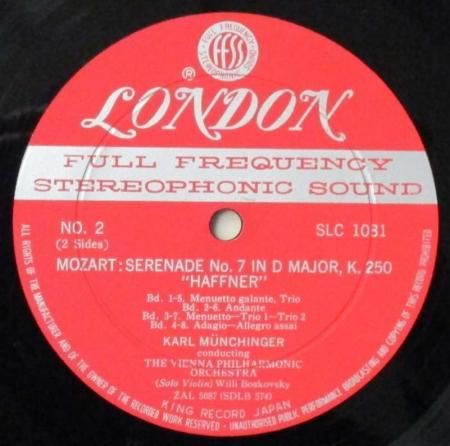 FULL FREQUENCY
ffss
STEREOPHONIC SOUND
®
LONDON
FULL FREQUENCY
STEREOPHONIC SOUND
NO. 2
(2 Sides)
SLC 1031
MOZART: SERENADE No. 7 IN D MAJOR, K. 250
"HAFFNER"
Bd. 1-5. Menuetto galante, Trio
Bd. 2-6. Andante
Bd. 3-7. Menuetto—Trio 1—Trio 2
Bd. 4-8. Adagio—Allegro assai
KARL MÜNCHINGER
conducting
THE VIENNA PHILHARMONIC
ORCHESTRA
(Solo Violin) Willi Boskovsky
ZAL 5087 (SDLB 574)
KING RECORD JAPAN
ALL RIGHTS OF THE MANUFACTURER AND OF THE OWNER OF THE RECORDED WORK RESERVED - UNAUTHORISED PUBL. PERFORMANCE, BROADCASTING AND COPYING OF THIS RECORD PROHIBITED